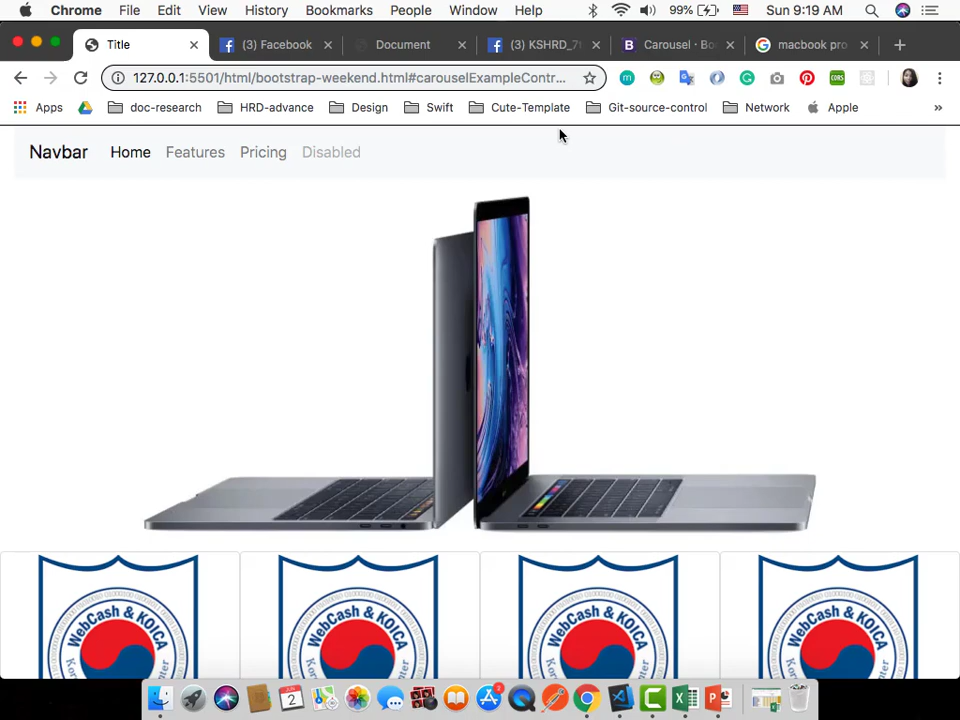 Chrome File Edit View History Bookmarks People Window Help 99% Sun 9:19 AM
Title (3) Facebook Document (3) KSHRD_7 Carousel · Bo macbook pro
127.0.0.1:5501/html/bootstrap-weekend.html#carouselExampleContr...
Apps doc-research HRD-advance Design Swift Cute-Template Git-source-control Network Apple »
Navbar Home Features Pricing Disabled
WebCash & KOICA WebCash & KOICA WebCash & KOICA WebCash & KOICA
JUN
2